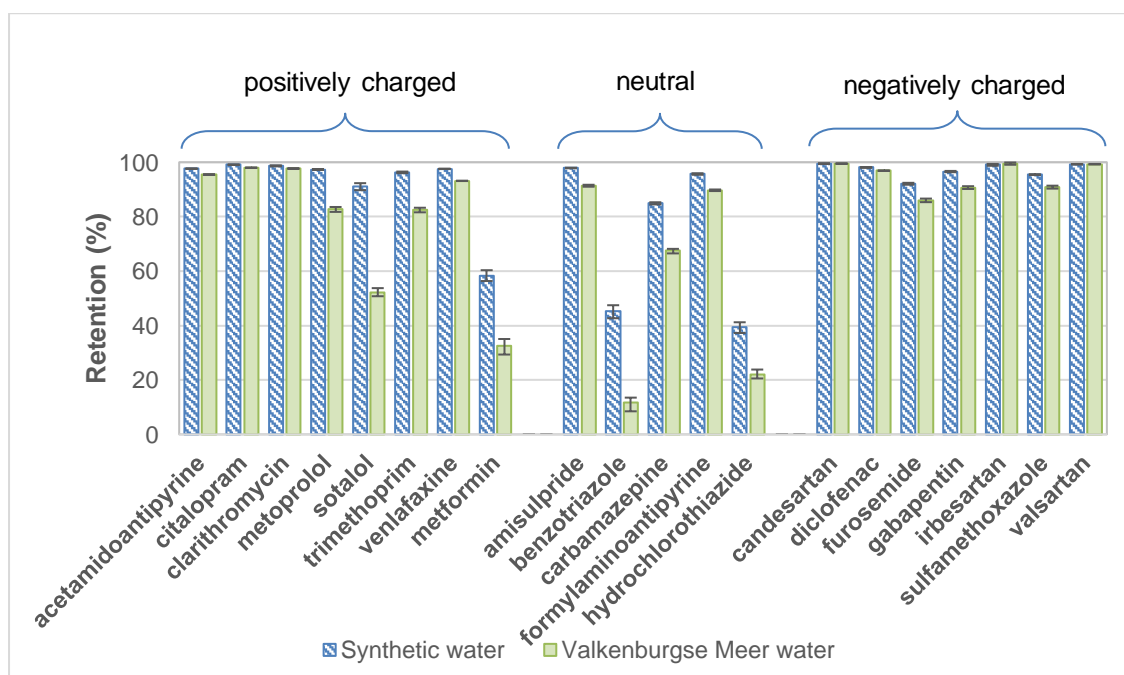 positively charged
neutral
negatively charged
Retention (%)
100
80
60
40
20
0
acetamidoantipyrine
citalopram
clarithromycin
metoprolol
sotalol
trimethoprim
venlafaxine
metformin
amisulpride
benzotriazole
carbamazepine
formylaminoantipyrine
hydrochlorothiazide
candesartan
diclofenac
furosemide
gabapentin
irbesartan
sulfamethoxazole
valsartan
Synthetic water
Valkenburgse Meer water